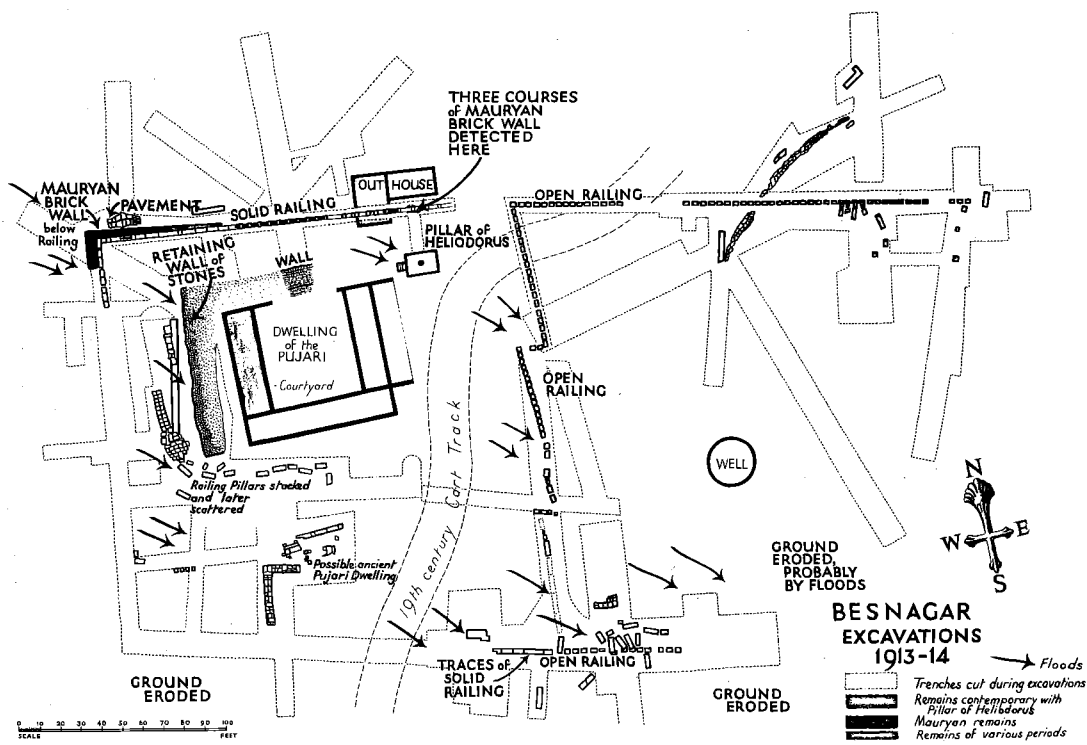 THREE COURSES
of MAURYAN
BRICK WALL
DETECTED
HERE
MAURYAN
BRICK
WALL
below
Railing
PAVEMENT
SOLID RAILING
OUT HOUSE
OPEN RAILING
RETAINING
WALL of
STONES
WALL
PILLAR of
HELIODORUS
DWELLING
of the
PUJARI
-Courtyard
OPEN
RAILING
19th century Cart Track
WELL
Railing Pillars stacked
and later
scattered
Possible ancient
Pujari Dwelling
N
W E
S
GROUND
ERODED,
PROBABLY
BY FLOODS
BESNAGAR
EXCAVATIONS
1913-14
Floods
Trenches cut during excavations
Remains contemporary with
Pillar of Heliodorus
Mauryan remains
Remains of various periods
TRACES of
SOLID
RAILING
OPEN RAILING
GROUND
ERODED
GROUND
ERODED
10 0 10 20 30 40 50 60 70 80 90 100
SCALE FEET